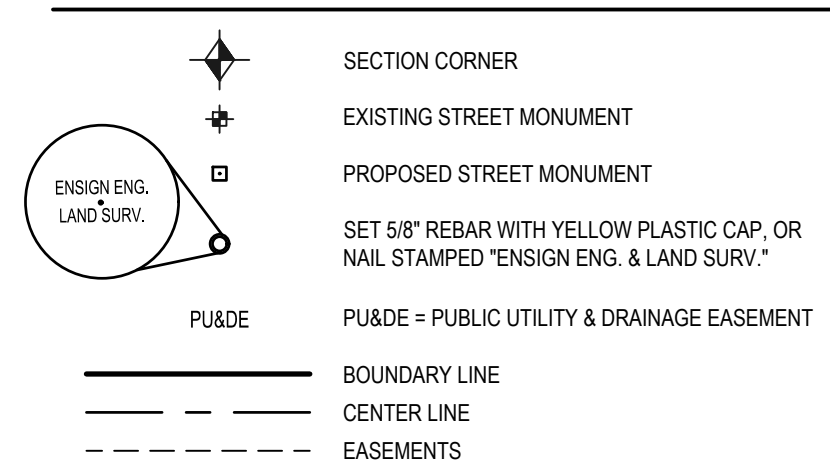 SECTION CORNER
EXISTING STREET MONUMENT
PROPOSED STREET MONUMENT
ENSIGN ENG.
LAND SURV.
SET 5/8" REBAR WITH YELLOW PLASTIC CAP, OR
NAIL STAMPED "ENSIGN ENG. & LAND SURV."
PU&DE PU&DE = PUBLIC UTILITY & DRAINAGE EASEMENT
BOUNDARY LINE
CENTER LINE
EASEMENTS